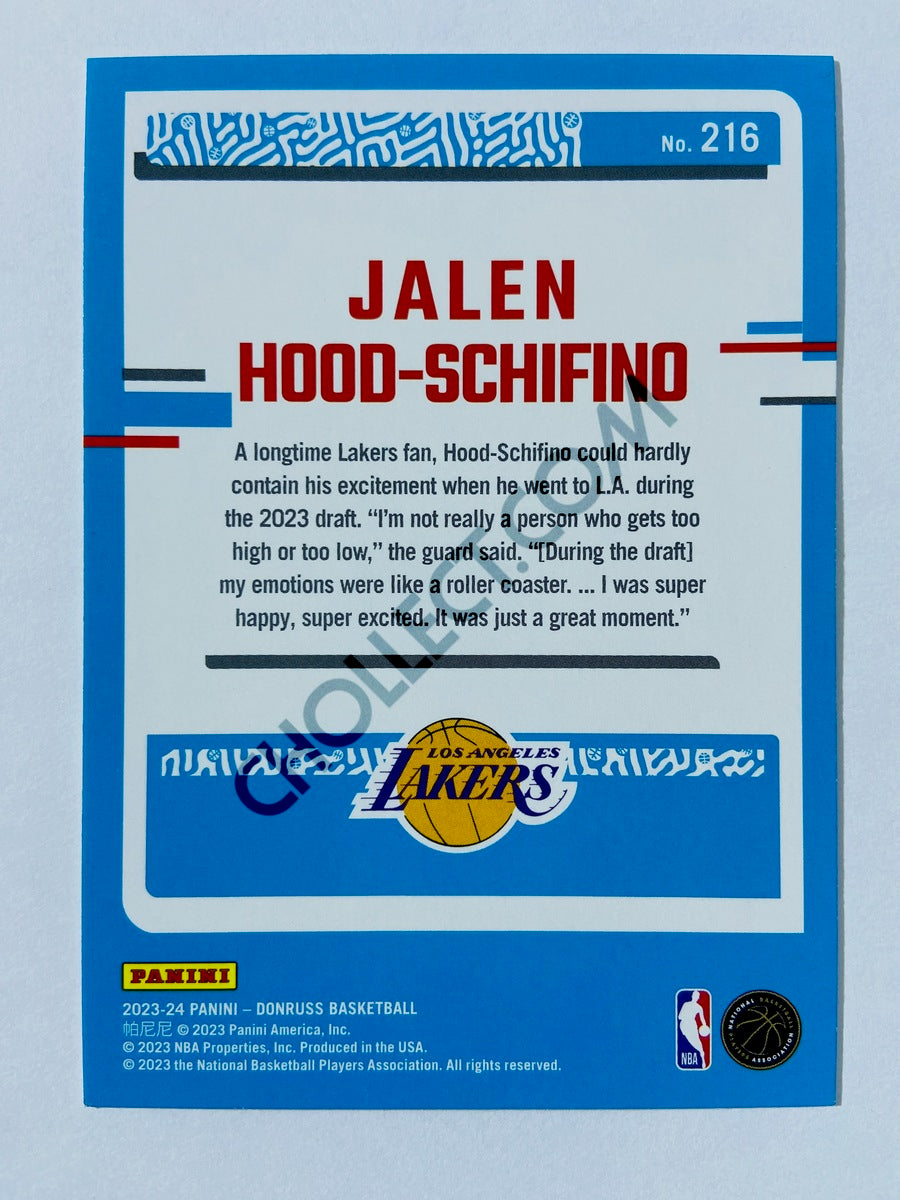 No. 216
JALEN
HOOD-SCHIFINO
A longtime Lakers fan, Hood-Schifino could hardly
contain his excitement when he went to L.A. during
the 2023 draft. “I’m not really a person who gets too
high or too low,” the guard said. “[During the draft]
my emotions were like a roller coaster. ... I was super
happy, super excited. It was just a great moment.”
CHOLLECT.COM
LOS ANGELES
LAKERS
PANINI
2023-24 PANINI – DONRUSS BASKETBALL
帕尼尼 © 2023 Panini America, Inc.
© 2023 NBA Properties, Inc. Produced in the USA.
© 2023 the National Basketball Players Association. All rights reserved.
NBA
NATIONAL BASKETBALL
PLAYERS ASSOCIATION